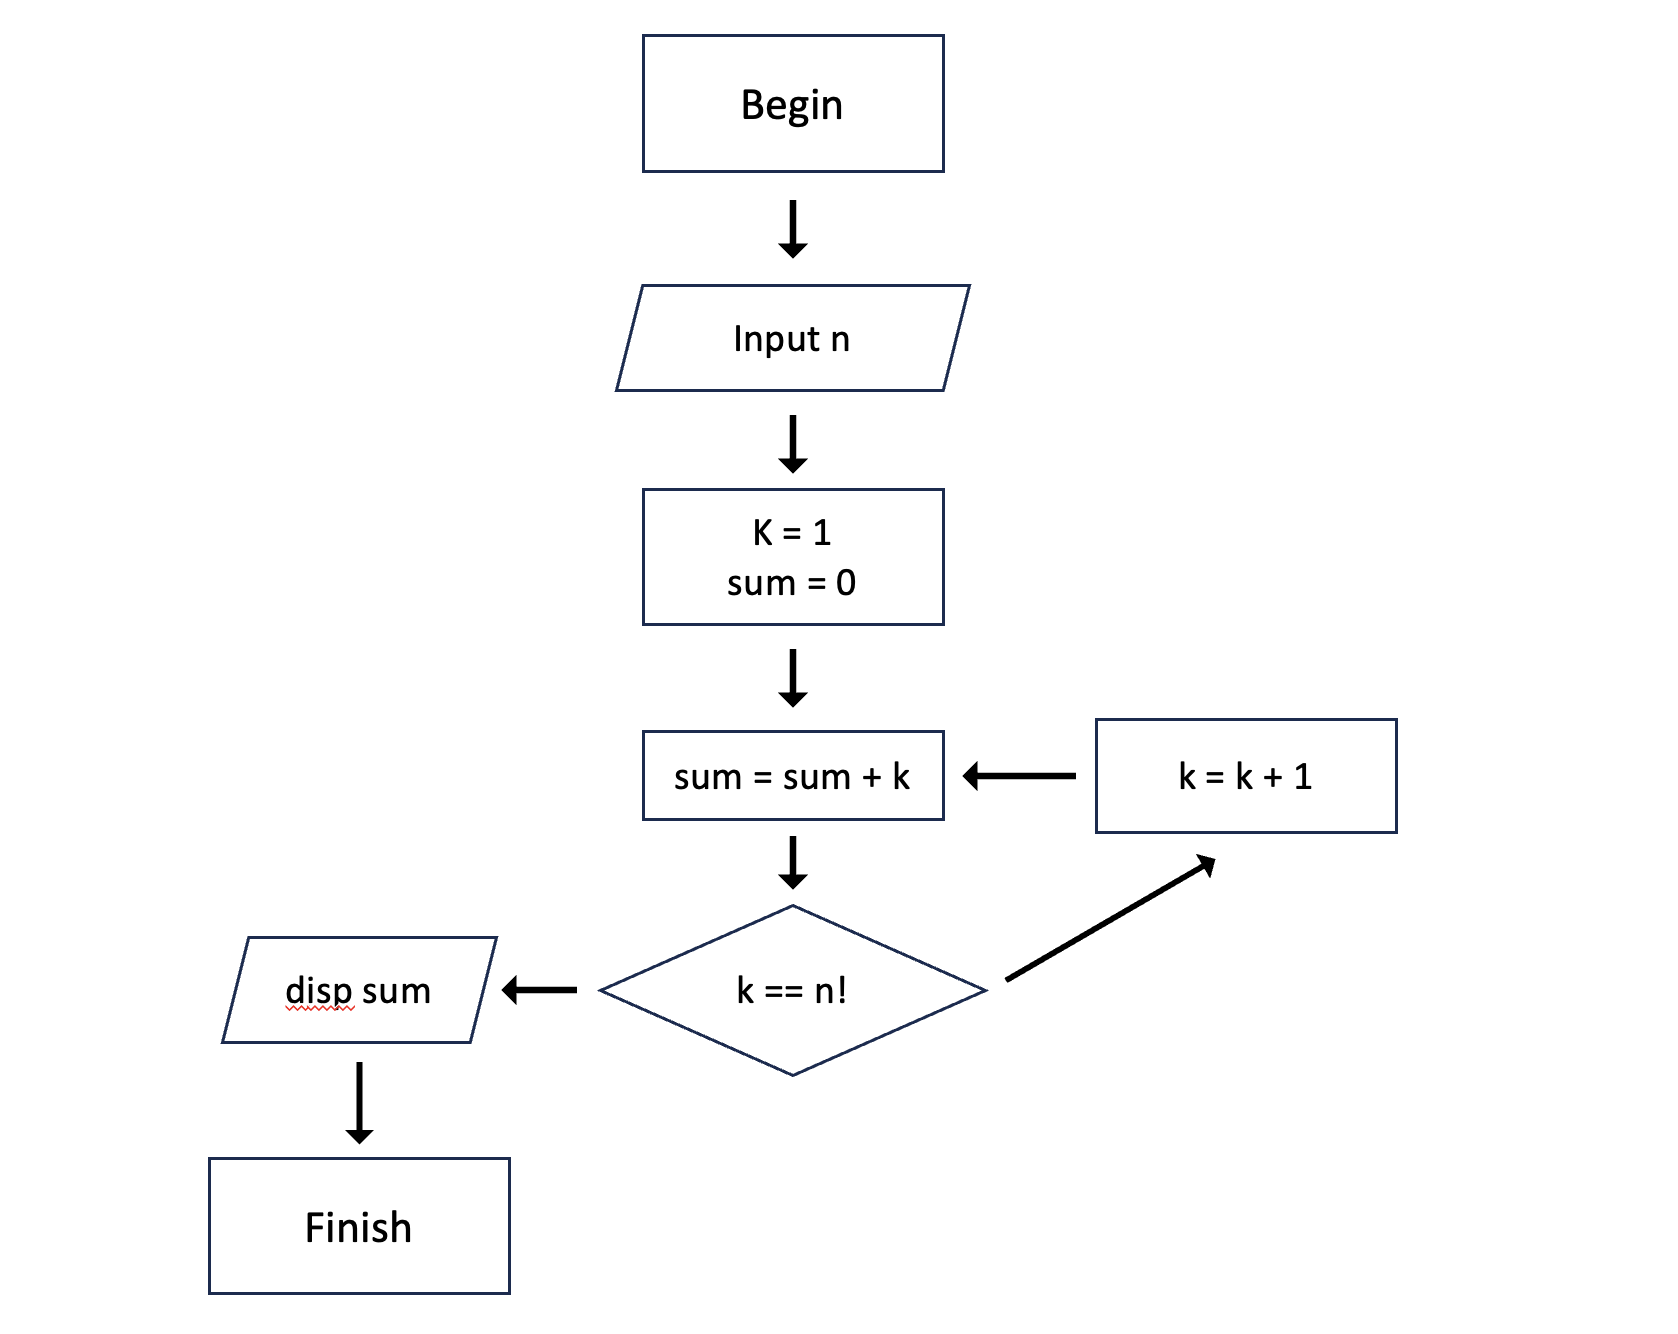 Begin
Input n
K = 1
sum = 0
sum = sum + k
k = k + 1
k == n!
disp sum
Finish